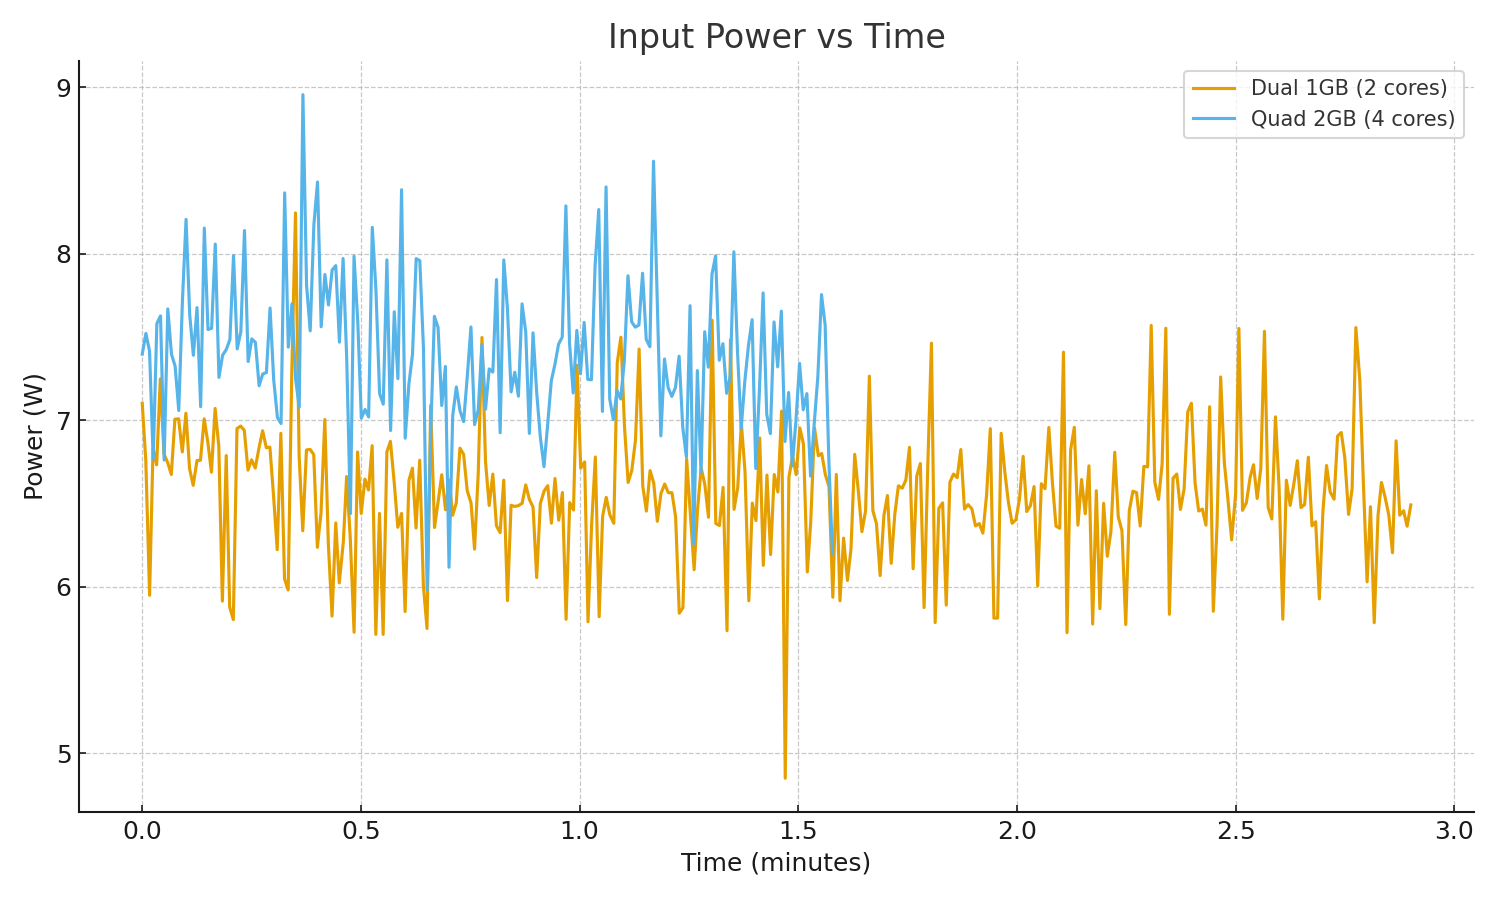 Input Power vs Time
Dual 1GB (2 cores)
Quad 2GB (4 cores)
Power (W)
9
8
7
6
5
0.0 0.5 1.0 1.5 2.0 2.5 3.0
Time (minutes)